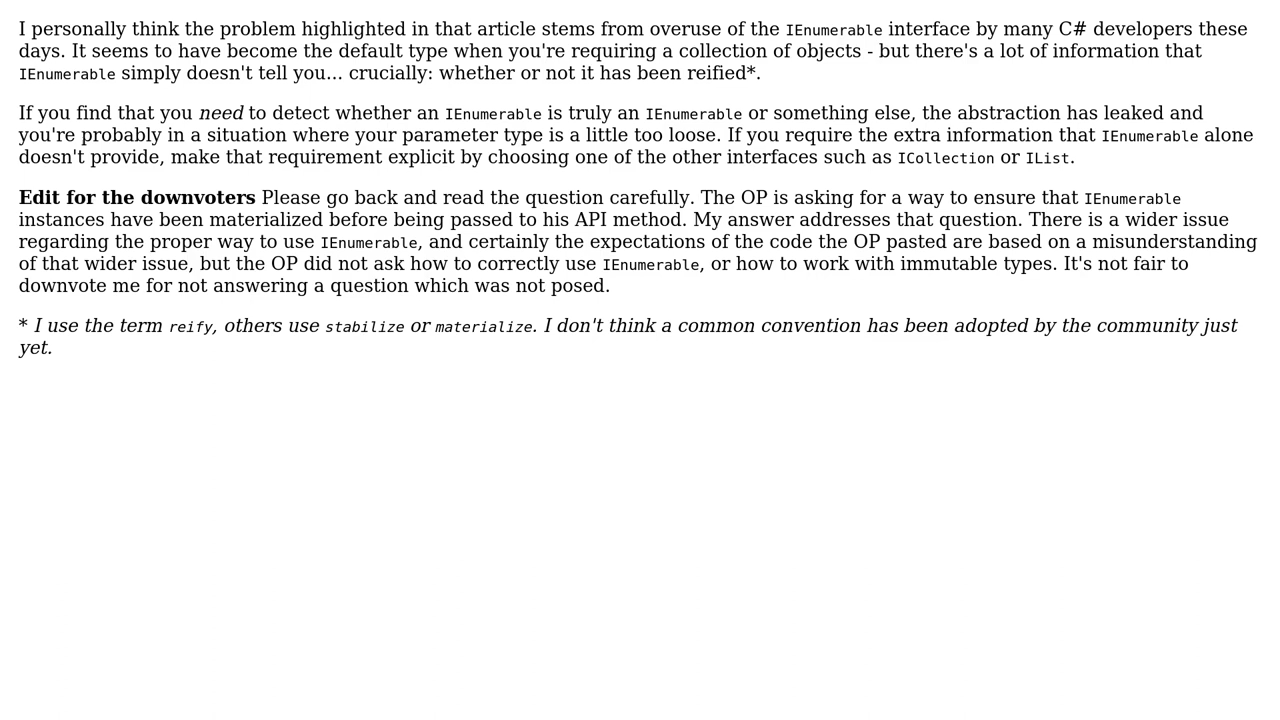 I personally think the problem highlighted in that article stems from overuse of the IEnumerable interface by many C# developers these
days. It seems to have become the default type when you're requiring a collection of objects - but there's a lot of information that
IEnumerable simply doesn't tell you... crucially: whether or not it has been reified*.
If you find that you need to detect whether an IEnumerable is truly an IEnumerable or something else, the abstraction has leaked and
you're probably in a situation where your parameter type is a little too loose. If you require the extra information that IEnumerable alone
doesn't provide, make that requirement explicit by choosing one of the other interfaces such as ICollection or IList.
Edit for the downvoters Please go back and read the question carefully. The OP is asking for a way to ensure that IEnumerable
instances have been materialized before being passed to his API method. My answer addresses that question. There is a wider issue
regarding the proper way to use IEnumerable, and certainly the expectations of the code the OP pasted are based on a misunderstanding
of that wider issue, but the OP did not ask how to correctly use IEnumerable, or how to work with immutable types. It's not fair to
downvote me for not answering a question which was not posed.
* I use the term reify, others use stabilize or materialize. I don't think a common convention has been adopted by the community just
yet.